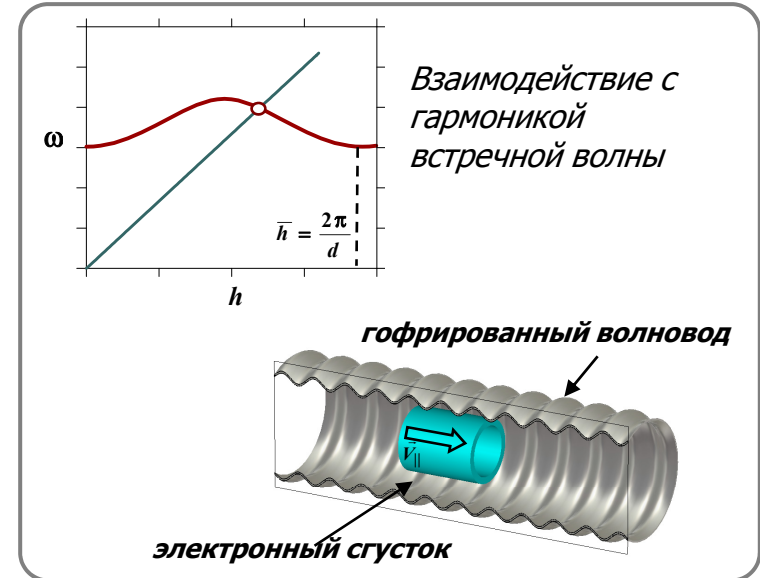 Взаимодействие с
гармоникой
встречной волны
ω
h̅ = 2π/d
h
гофрированный волновод
V⃗||
электронный сгусток